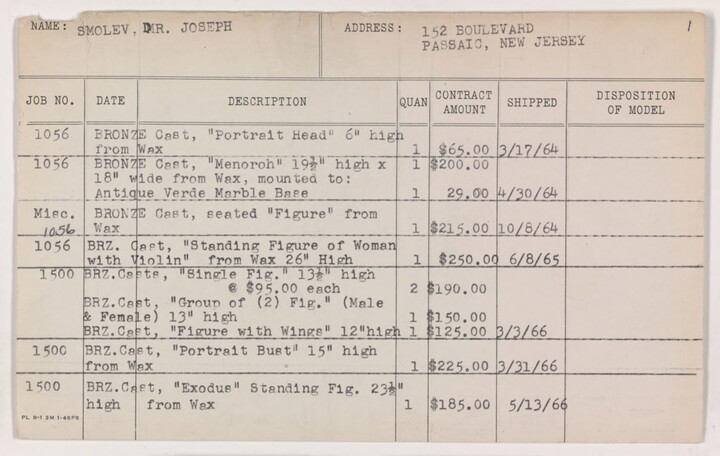 NAME: SMOLEV, MR. JOSEPH ADDRESS: 152 BOULEVARD 1
PASSAIC, NEW JERSEY
JOB NO. DATE DESCRIPTION QUAN CONTRACT AMOUNT SHIPPED DISPOSITION OF MODEL
1056 BRONZE Cast, "Portrait Head" 6" high
from Wax 1 $65.00 3/17/64
1056 BRONZE Cast, "Menoroh" 19½" high x 1 $200.00
18" wide from Wax, mounted to:
Antique Verde Marble Base 1 29.00 4/30/64
Misc. BRONZE Cast, seated "Figure" from
1056 Wax 1 $215.00 10/8/64
1056 BRZ. Cast, "Standing Figure of Woman
with Violin" from Wax 26" High 1 $250.00 6/8/65
1500 BRZ.Casts, "Single Fig." 13½" high
@ $95.00 each 2 $190.00
BRZ.Cast, "Group of (2) Fig." (Male
& Female) 13" high 1 $150.00
BRZ.Cast, "Figure with Wings" 12"high 1 $125.00 3/3/66
1500 BRZ.Cast, "Portrait Bust" 15" high
from Wax 1 $225.00 3/31/66
1500 BRZ.Cast, "Exodus" Standing Fig. 23½"
high from Wax 1 $185.00 5/13/66